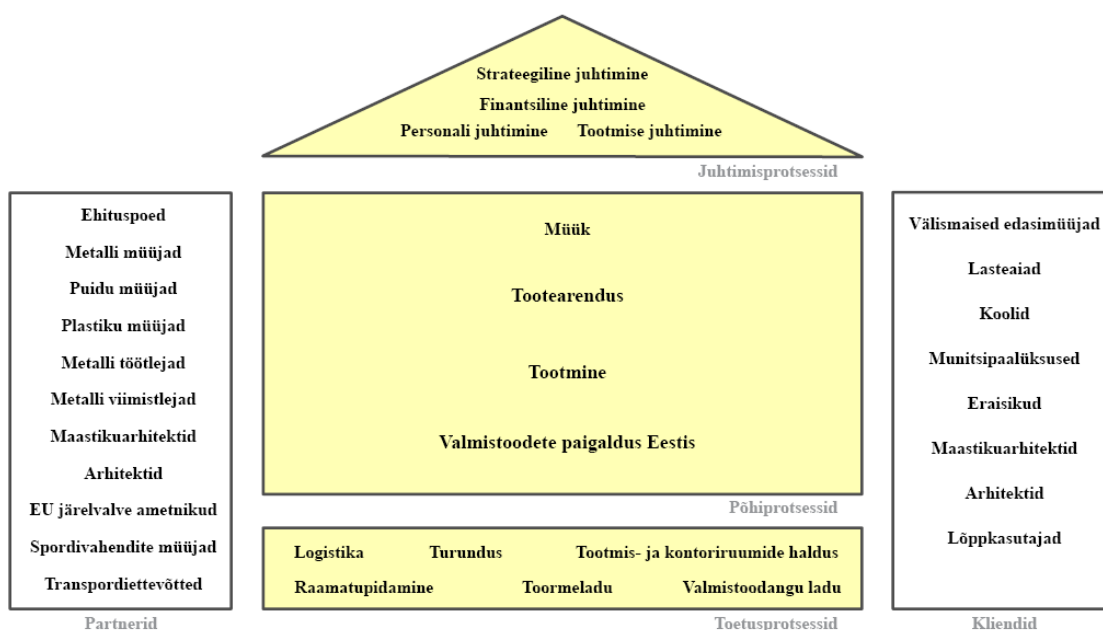 Strateegiline juhtimine
Finantsiline juhtimine
Personali juhtimine Tootmise juhtimine
Juhtimisprotsessid
Ehituspoed
Metalli müüjad
Puidu müüjad
Plastiku müüjad
Metalli töötlejad
Metalli viimistlejad
Maastikuarhitektid
Arhitektid
EU järelvalve ametnikud
Spordivahendite müüjad
Transpordiettevõtted
Partnerid
Müük
Tootearendus
Tootmine
Valmistoodete paigaldus Eestis
Põhiprotsessid
Logistika Turundus Tootmis- ja kontoriruumide haldus
Raamatupidamine Toormeladu Valmistoodangu ladu
Toetusprotsessid
Välismaised edasimüüjad
Lasteaiad
Koolid
Munitsipaalüksused
Eraisikud
Maastikuarhitektid
Arhitektid
Lõppkasutajad
Kliendid